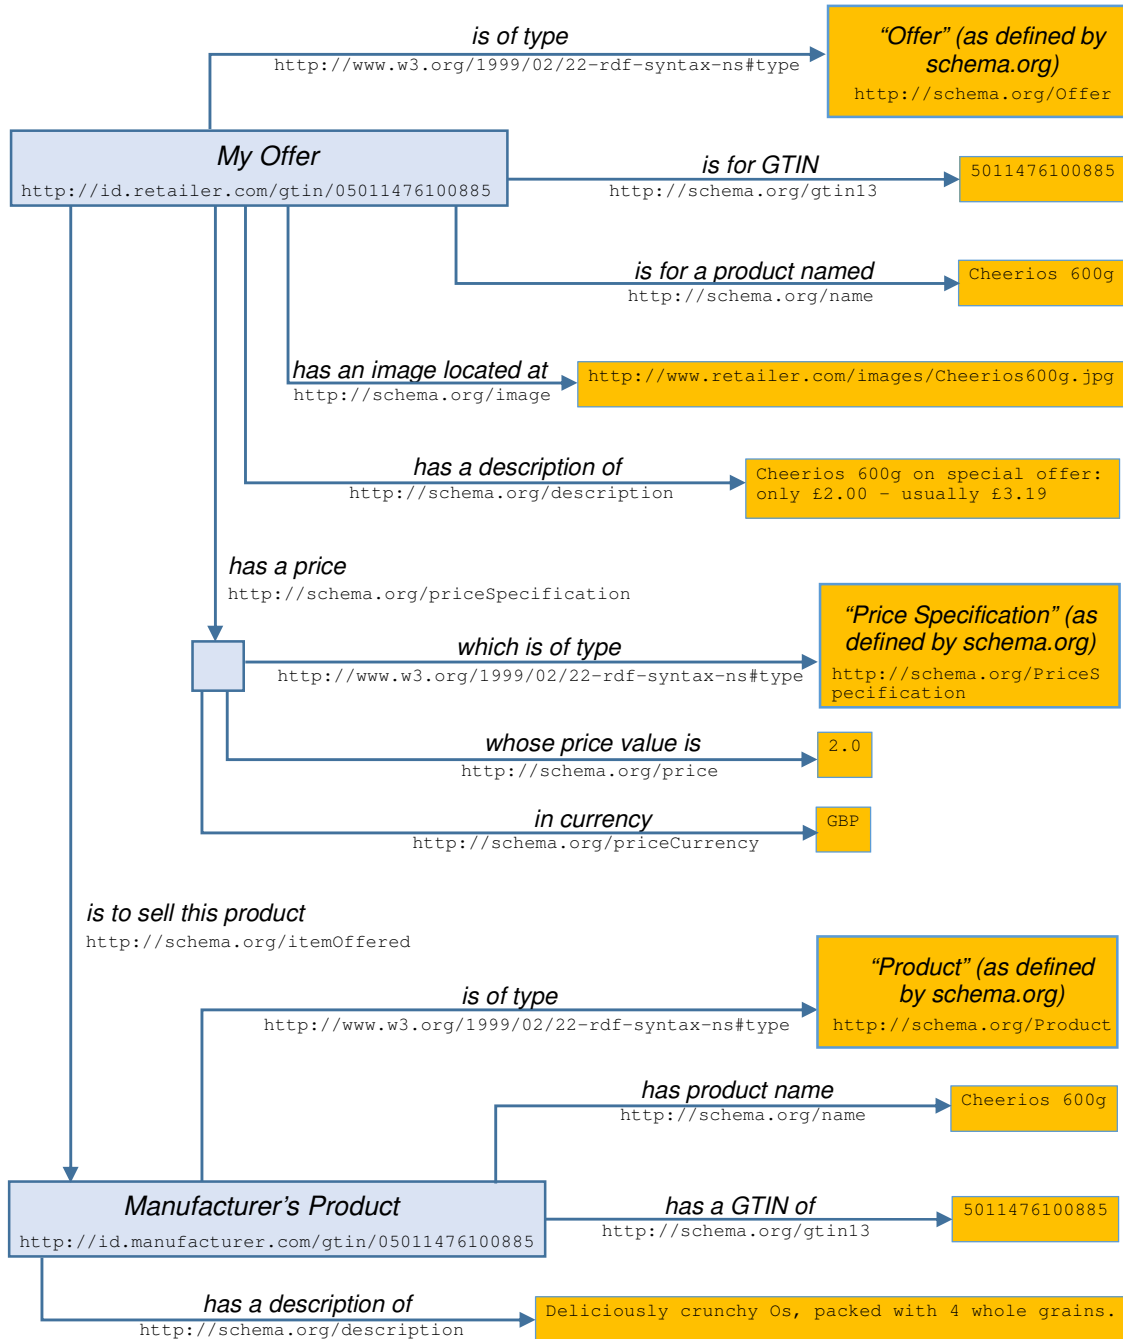 is of type
http://www.w3.org/1999/02/22-rdf-syntax-ns#type
“Offer” (as defined by
schema.org)
http://schema.org/Offer
My Offer
http://id.retailer.com/gtin/05011476100885
is for GTIN
http://schema.org/gtin13
5011476100885
is for a product named
http://schema.org/name
Cheerios 600g
has an image located at
http://schema.org/image
http://www.retailer.com/images/Cheerios600g.jpg
has a description of
http://schema.org/description
Cheerios 600g on special offer:
only £2.00 – usually £3.19
has a price
http://schema.org/priceSpecification
which is of type
http://www.w3.org/1999/02/22-rdf-syntax-ns#type
“Price Specification” (as
defined by schema.org)
http://schema.org/PriceS
pecification
whose price value is
http://schema.org/price
2.0
in currency
http://schema.org/priceCurrency
GBP
is to sell this product
http://schema.org/itemOffered
is of type
http://www.w3.org/1999/02/22-rdf-syntax-ns#type
“Product” (as defined
by schema.org)
http://schema.org/Product
has product name
http://schema.org/name
Cheerios 600g
Manufacturer’s Product
http://id.manufacturer.com/gtin/05011476100885
has a GTIN of
http://schema.org/gtin13
5011476100885
has a description of
http://schema.org/description
Deliciously crunchy Os, packed with 4 whole grains.